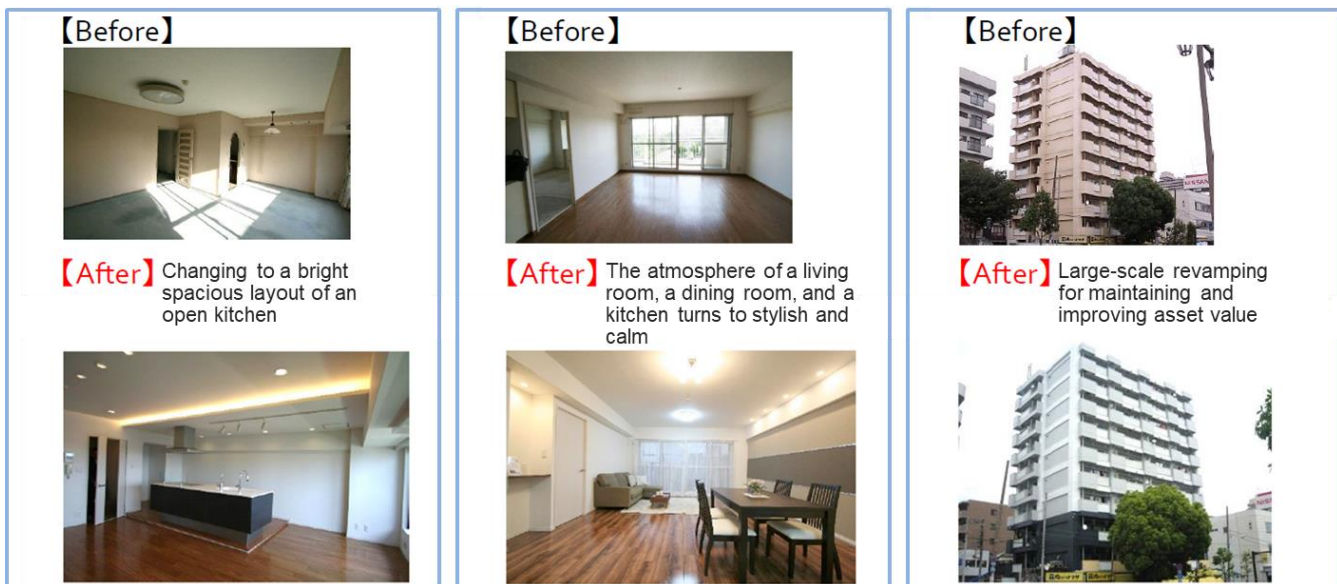 【Before】
【After】 Changing to a bright
spacious layout of an
open kitchen
【Before】
【After】 The atmosphere of a living
room, a dining room, and a
kitchen turns to stylish and
calm
【Before】
NISSAN
【After】 Large-scale revamping
for maintaining and
improving asset value